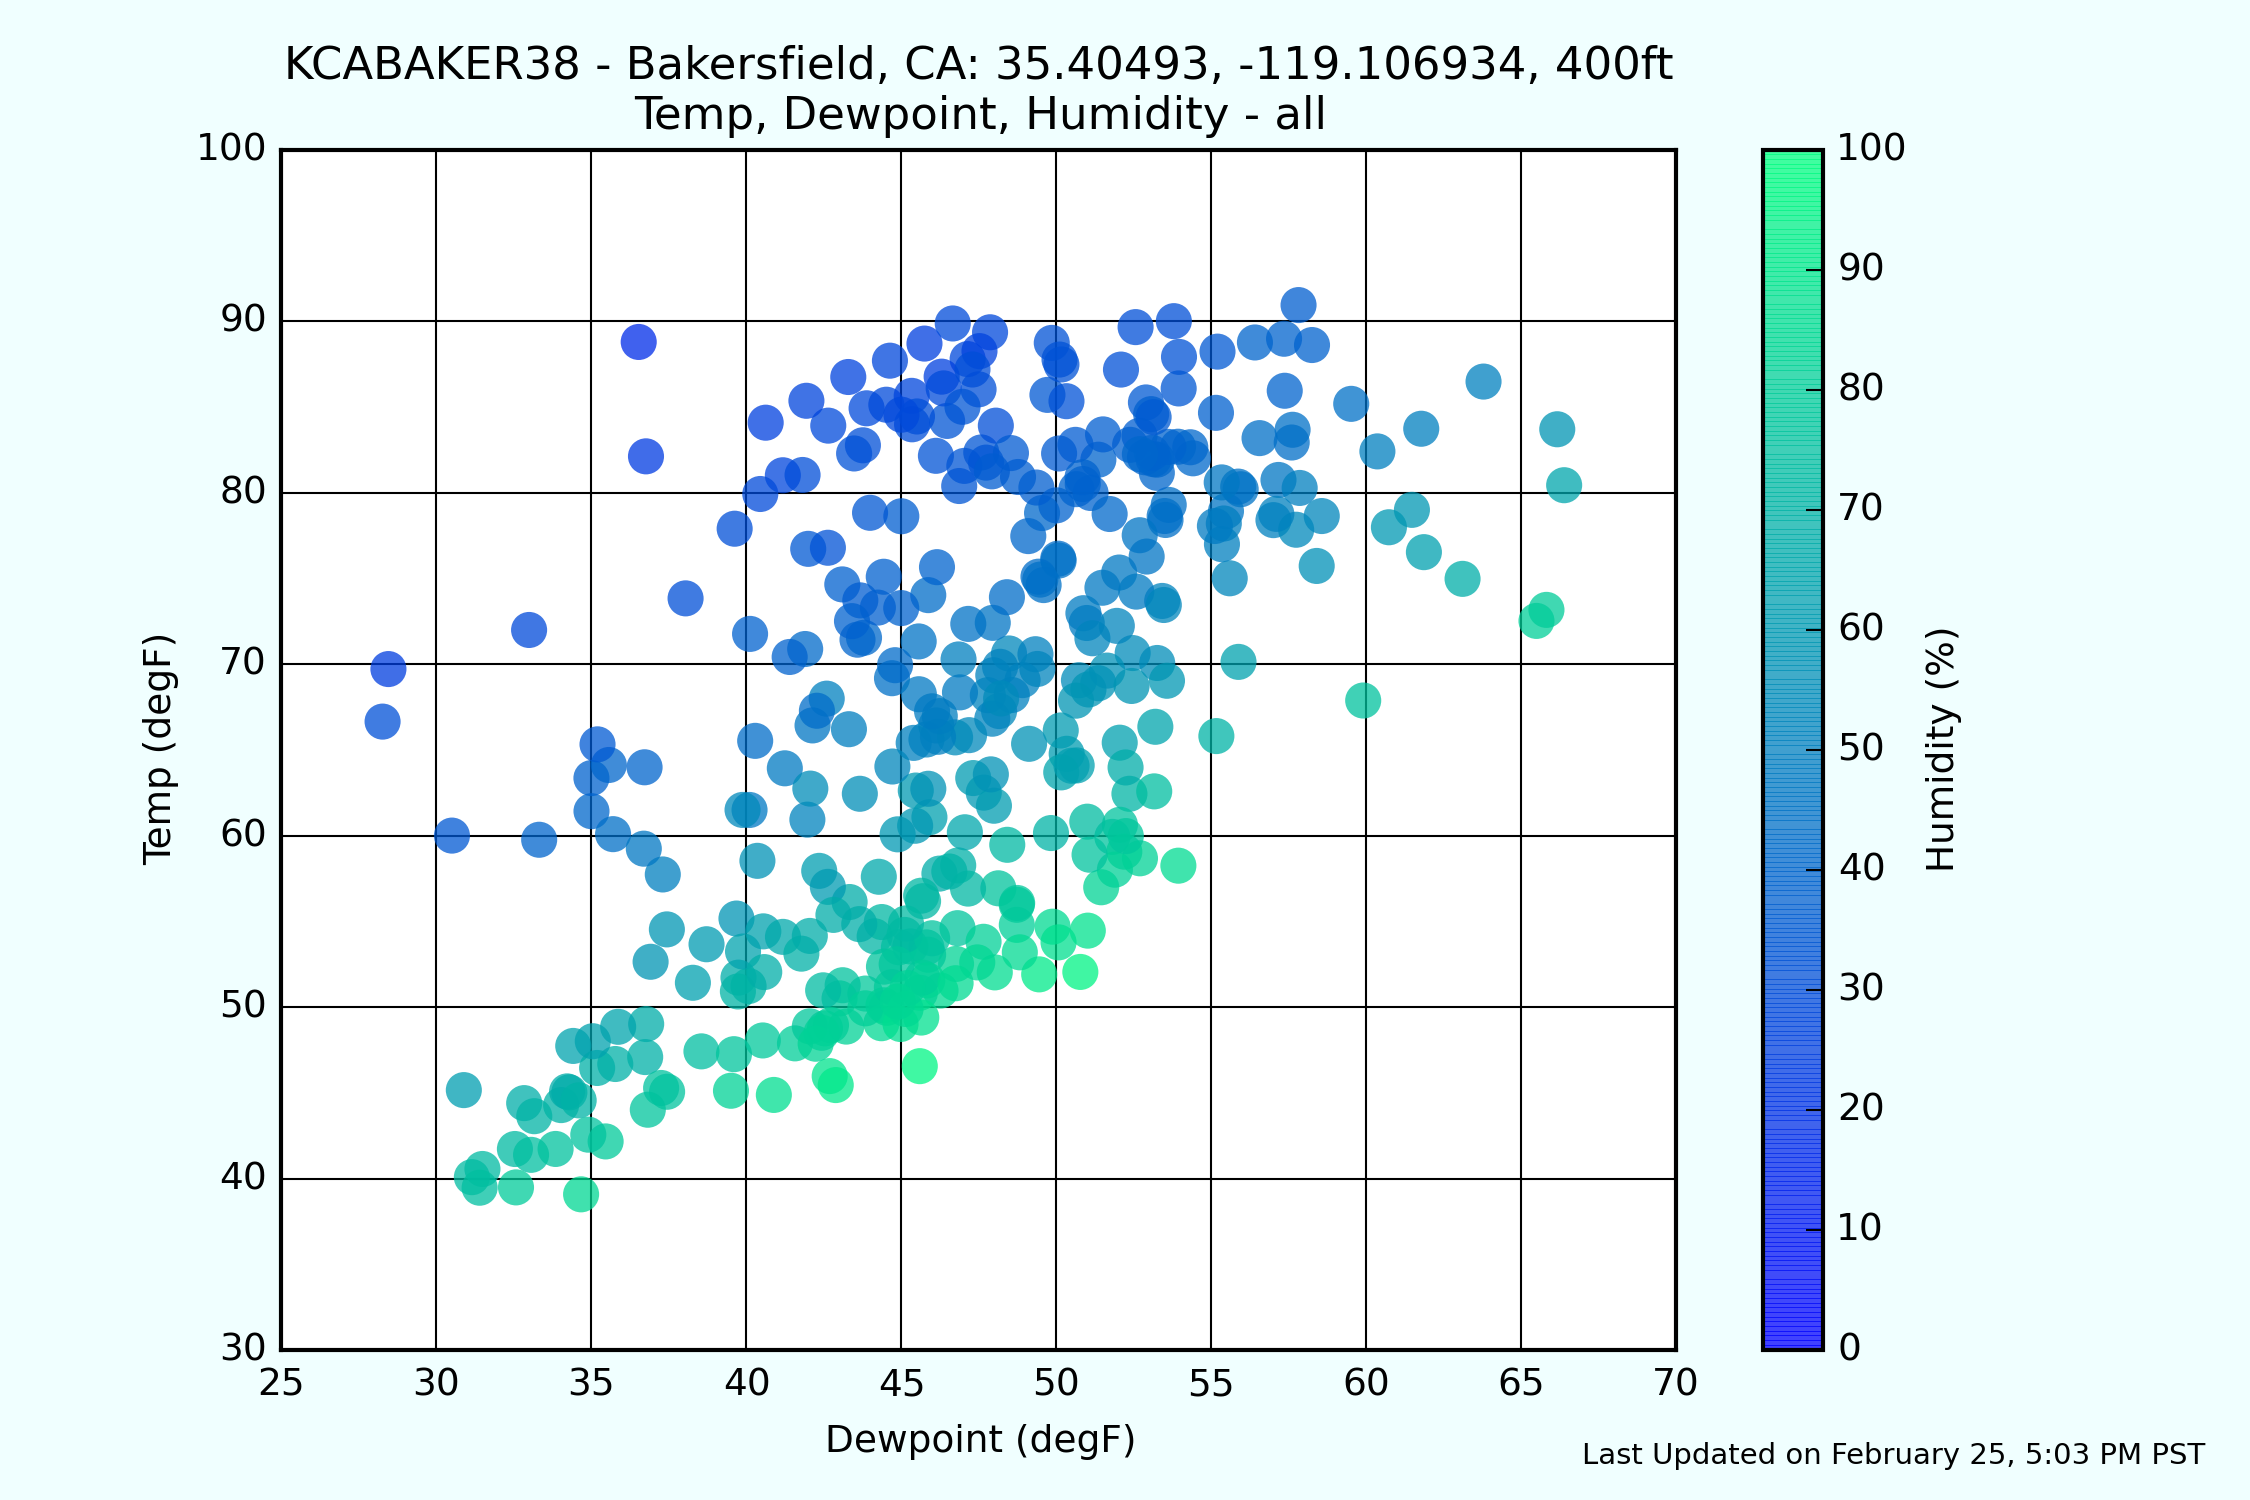 KCABAKER38 - Bakersfield, CA: 35.40493, -119.106934, 400ft
Temp, Dewpoint, Humidity - all
100
90
80
70
60
50
40
30
Temp (degF)
25 30 35 40 45 50 55 60 65 70
Dewpoint (degF)
100
90
80
70
60
50
40
30
20
10
0
Humidity (%)
Last Updated on February 25, 5:03 PM PST